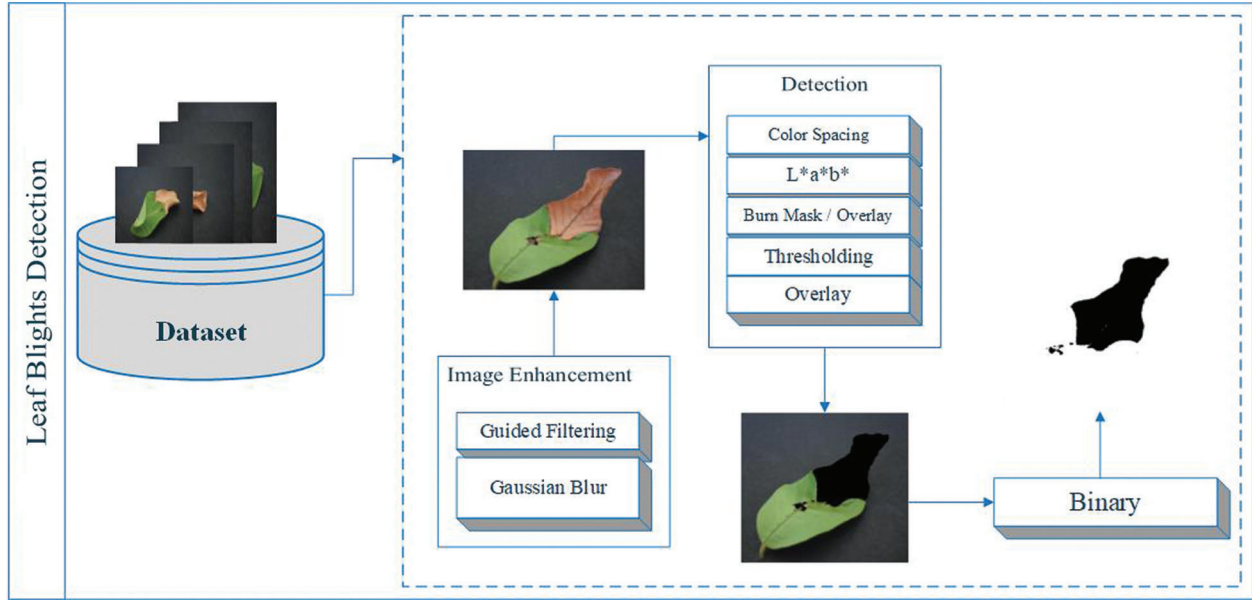 Leaf Blights Detection
Dataset
Image Enhancement
Guided Filtering
Gaussian Blur
Detection
Color Spacing
L*a*b*
Burn Mask / Overlay
Thresholding
Overlay
Binary